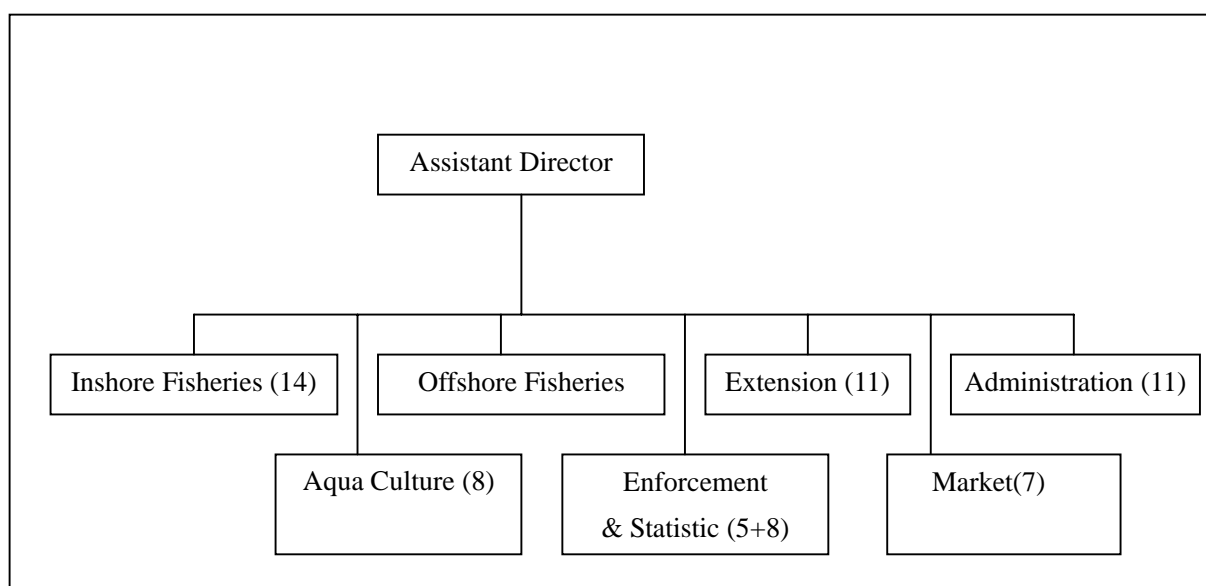 Assistant Director
Inshore Fisheries (14)
Offshore Fisheries
Extension (11)
Administration (11)
Aqua Culture (8)
Enforcement
& Statistic (5+8)
Market(7)